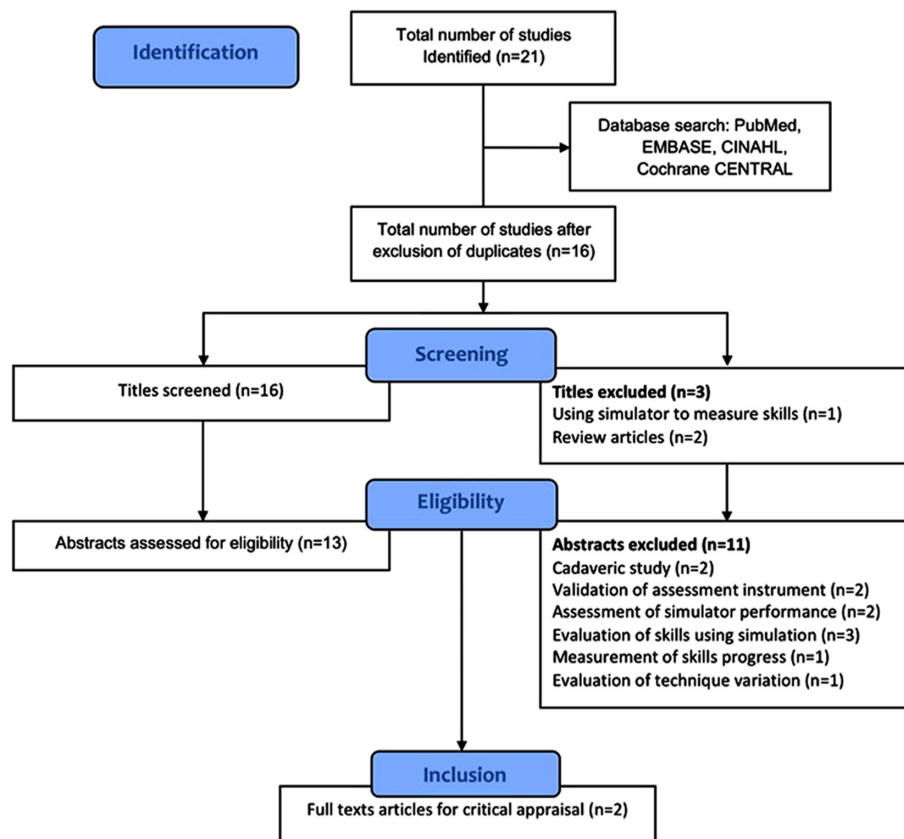 Identification
Total number of studies
Identified (n=21)
Database search: PubMed,
EMBASE, CINAHL,
Cochrane CENTRAL
Total number of studies after
exclusion of duplicates (n=16)
Screening
Titles screened (n=16)
Titles excluded (n=3)
Using simulator to measure skills (n=1)
Review articles (n=2)
Eligibility
Abstracts assessed for eligibility (n=13)
Abstracts excluded (n=11)
Cadaveric study (n=2)
Validation of assessment instrument (n=2)
Assessment of simulator performance (n=2)
Evaluation of skills using simulation (n=3)
Measurement of skills progress (n=1)
Evaluation of technique variation (n=1)
Inclusion
Full texts articles for critical appraisal (n=2)